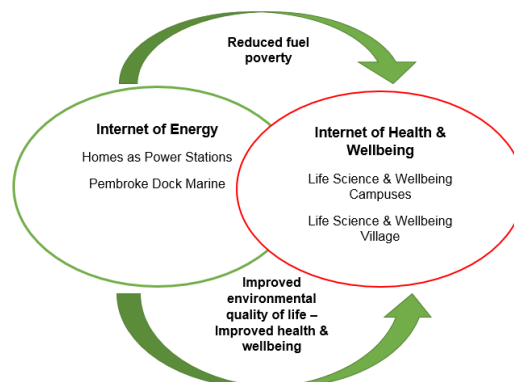 Reduced fuel
poverty
Internet of Energy
Homes as Power Stations
Pembroke Dock Marine
Internet of Health &
Wellbeing
Life Science & Wellbeing
Campuses
Life Science & Wellbeing
Village
Improved
environmental
quality of life –
Improved health &
wellbeing